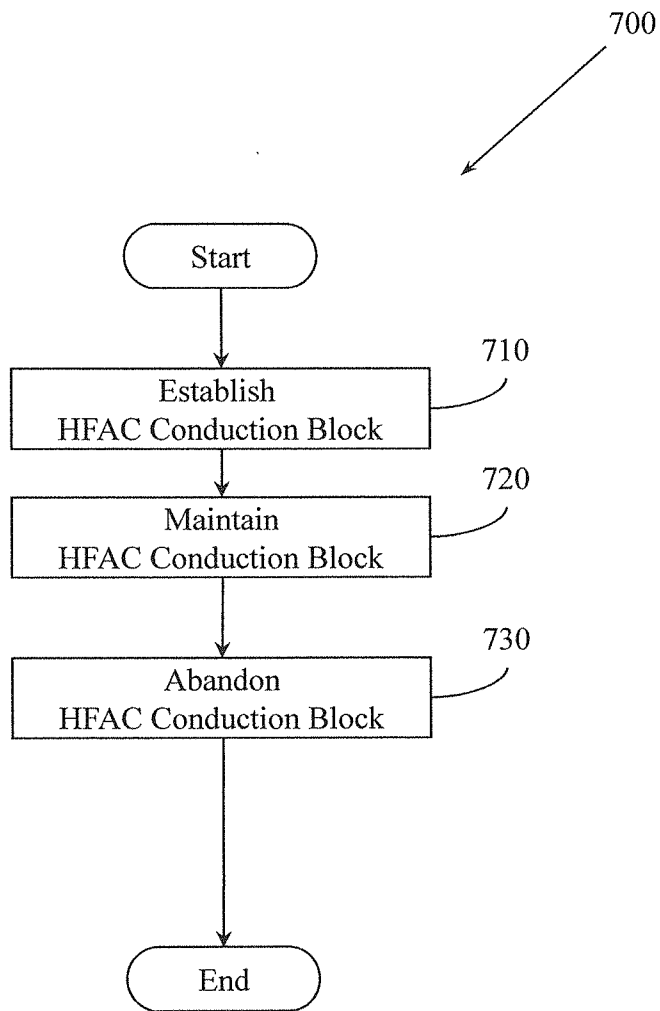 700
Start
710
Establish
HFAC Conduction Block
720
Maintain
HFAC Conduction Block
730
Abandon
HFAC Conduction Block
End